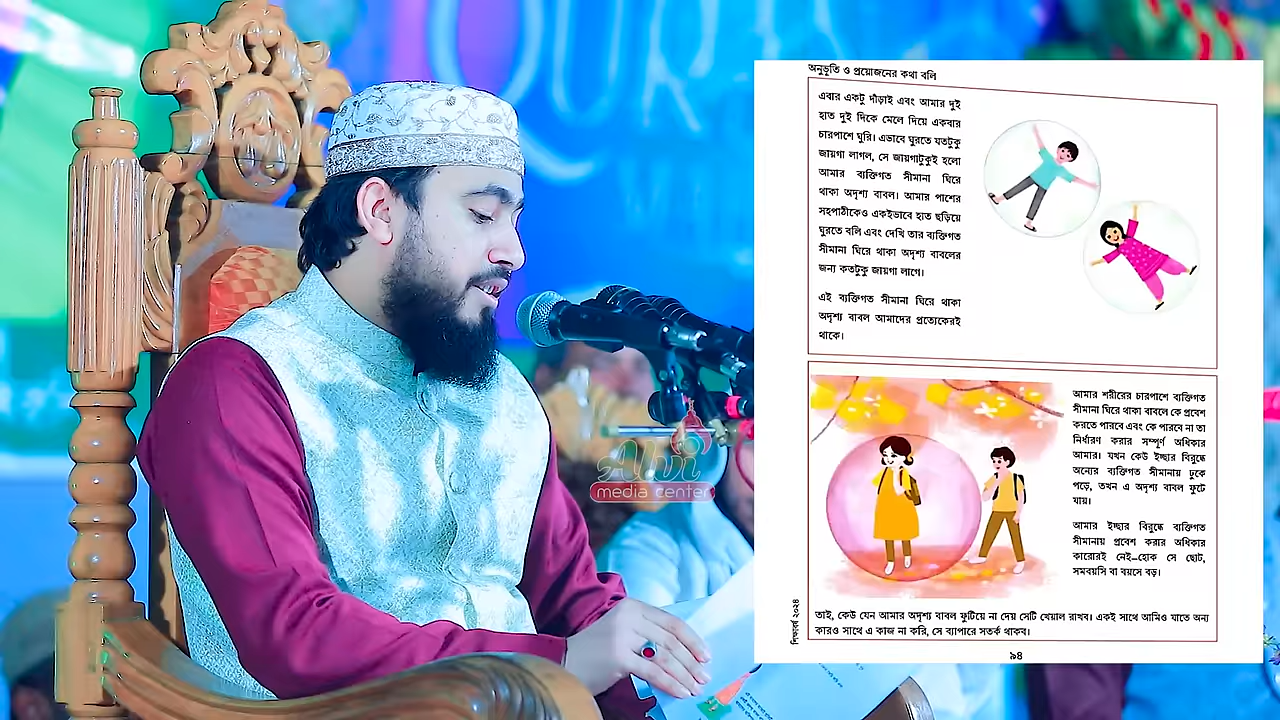 QURAN
Alvi
media center
অনুভূতি ও প্রয়োজনের কথা বলি
এবার একটু দাঁড়াই এবং আমার দুই
হাত দুই দিকে মেলে দিয়ে একবার
চারপাশে ঘুরি। এভাবে ঘুরতে যতটুকু
জায়গা লাগল, সে জায়গাটুকুই হলো
আমার ব্যক্তিগত সীমানা ঘিরে
থাকা অদৃশ্য বাবল। আমার পাশের
সহপাঠীকেও একইভাবে হাত ছড়িয়ে
ঘুরতে বলি এবং দেখি তার ব্যক্তিগত
সীমানা ঘিরে থাকা অদৃশ্য বাবলের
জন্য কতটুকু জায়গা লাগে।
এই ব্যক্তিগত সীমানা ঘিরে থাকা
অদৃশ্য বাবল আমাদের প্রত্যেকেরই
থাকে।
আমার শরীরের চারপাশে ব্যক্তিগত
সীমানা ঘিরে থাকা বাবলে কে প্রবেশ
করতে পারবে এবং কে পারবে না তা
নির্ধারণ করার সম্পূর্ণ অধিকার
আমার। যখন কেউ ইচ্ছার বিরুদ্ধে
অন্যের ব্যক্তিগত সীমানায় ঢুকে
পড়ে, তখন এ অদৃশ্য বাবল ফুটে
যায়।
আমার ইচ্ছার বিরুদ্ধে ব্যক্তিগত
সীমানায় প্রবেশ করার অধিকার
কারোরই নেই–হোক সে ছোট,
সমবয়সি বা বয়সে বড়।
তাই, কেউ যেন আমার অদৃশ্য বাবল ফুটিয়ে না দেয় সেটি খেয়াল রাখব। একই সাথে আমিও যাতে অন্য
কারও সাথে এ কাজ না করি, সে ব্যাপারে সতর্ক থাকব।
শিক্ষাবর্ষ ২০২৪
৯৪